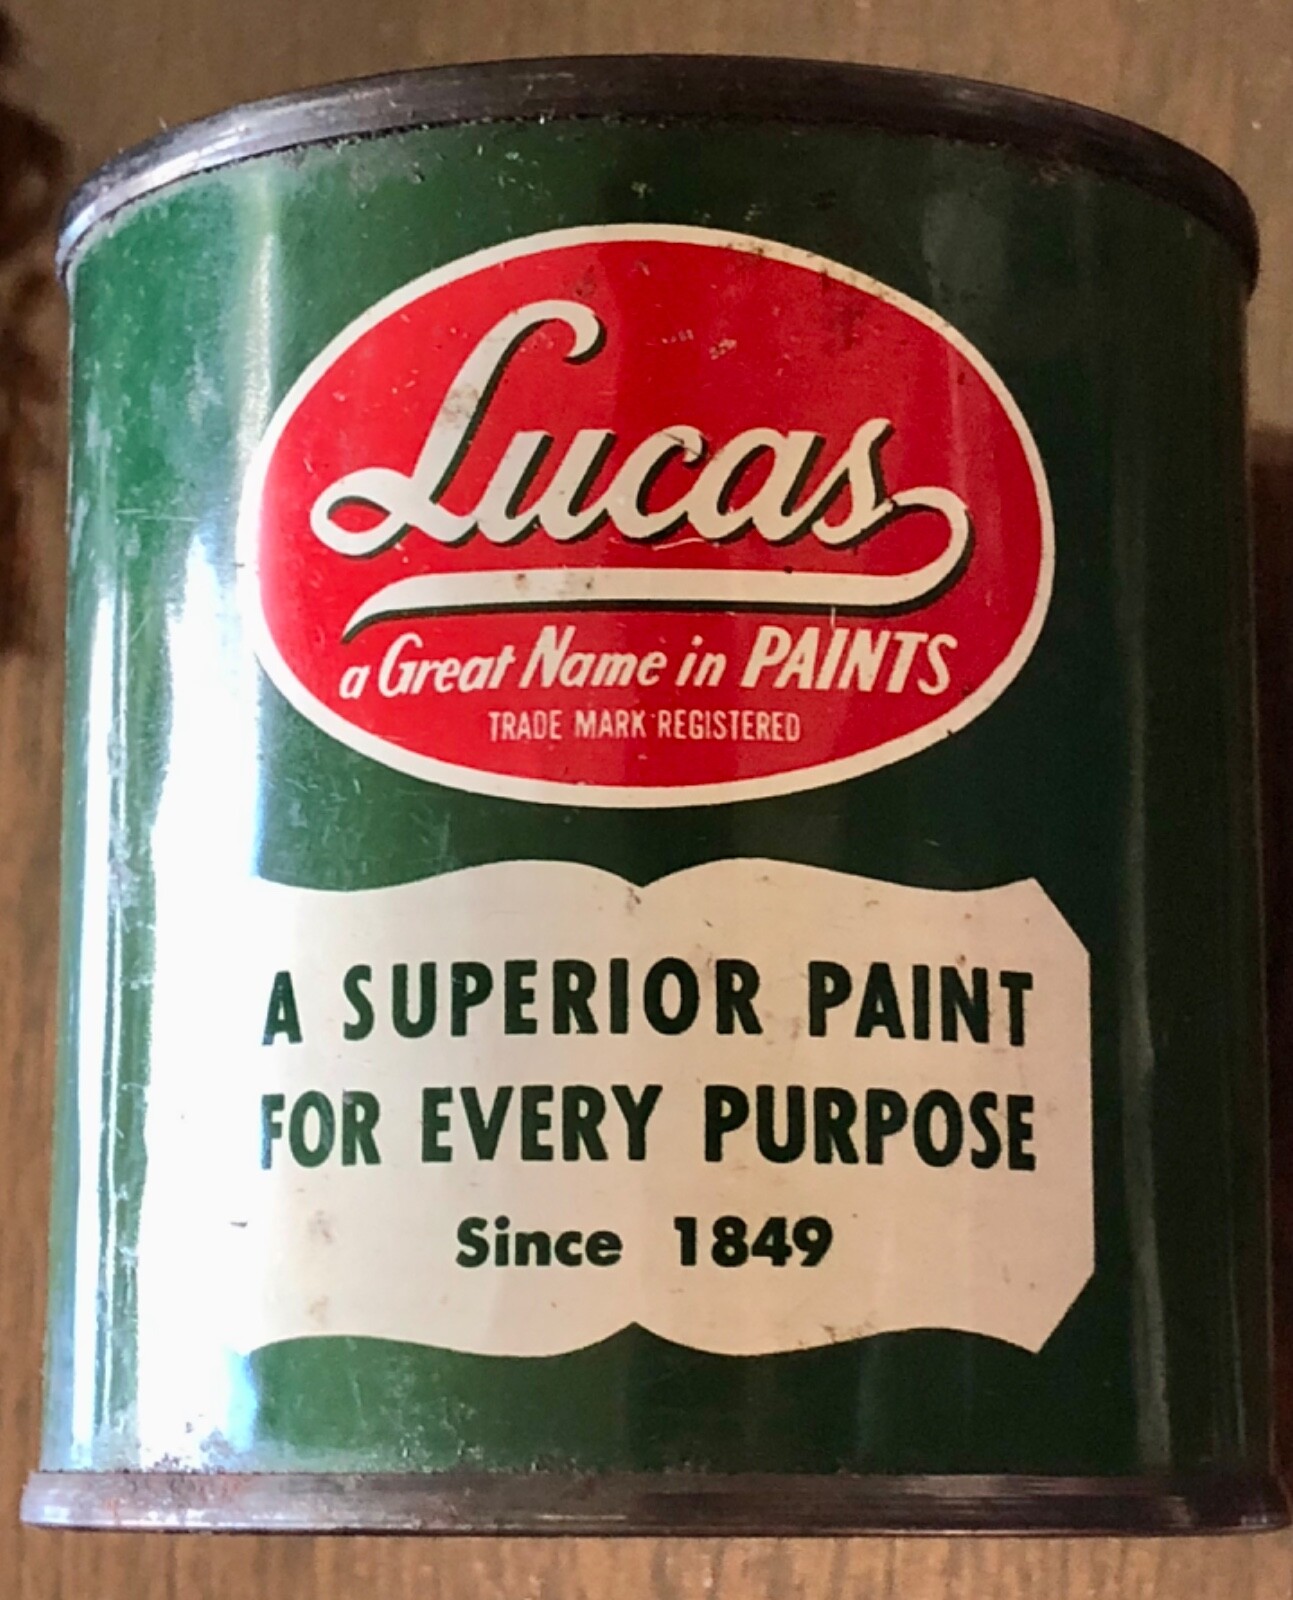 Lucas
a Great Name in PAINTS
TRADE MARK REGISTERED
A SUPERIOR PAINT
FOR EVERY PURPOSE
Since 1849